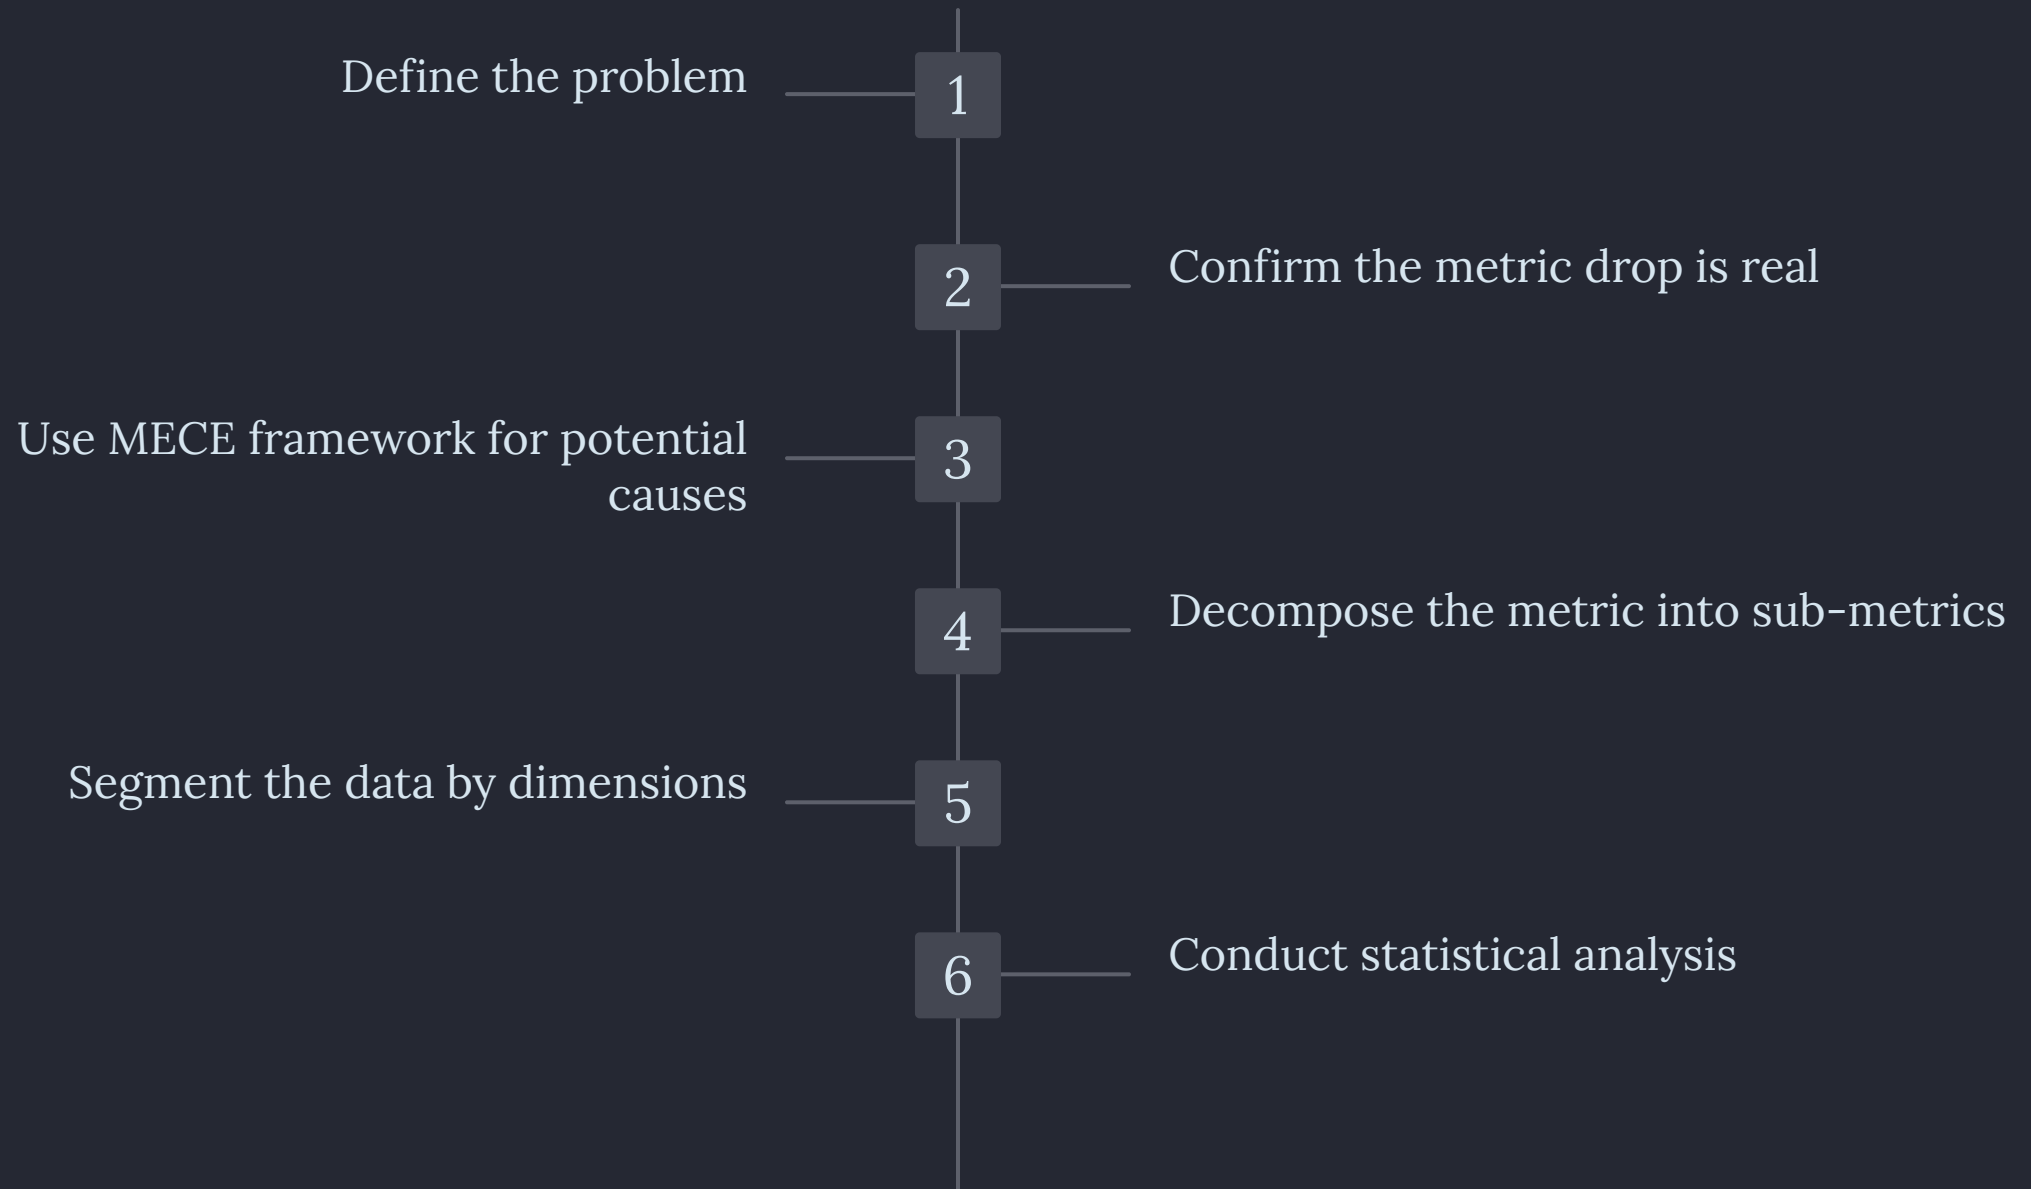 Define the problem
1
2
Confirm the metric drop is real
Use MECE framework for potential
causes
3
4
Decompose the metric into sub-metrics
Segment the data by dimensions
5
6
Conduct statistical analysis